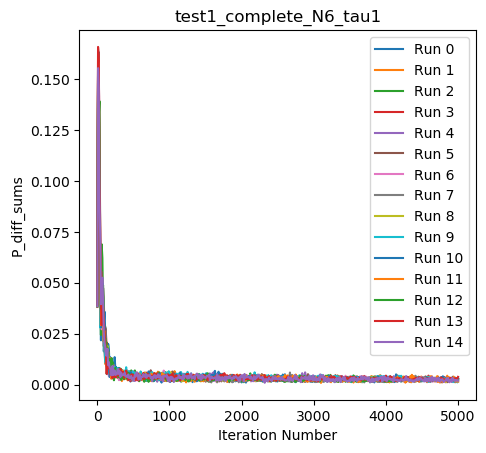 test1_complete_N6_tau1
P_diff_sums
0.150
0.125
0.100
0.075
0.050
0.025
0.000
Run 0
Run 1
Run 2
Run 3
Run 4
Run 5
Run 6
Run 7
Run 8
Run 9
Run 10
Run 11
Run 12
Run 13
Run 14
0 1000 2000 3000 4000 5000
Iteration Number